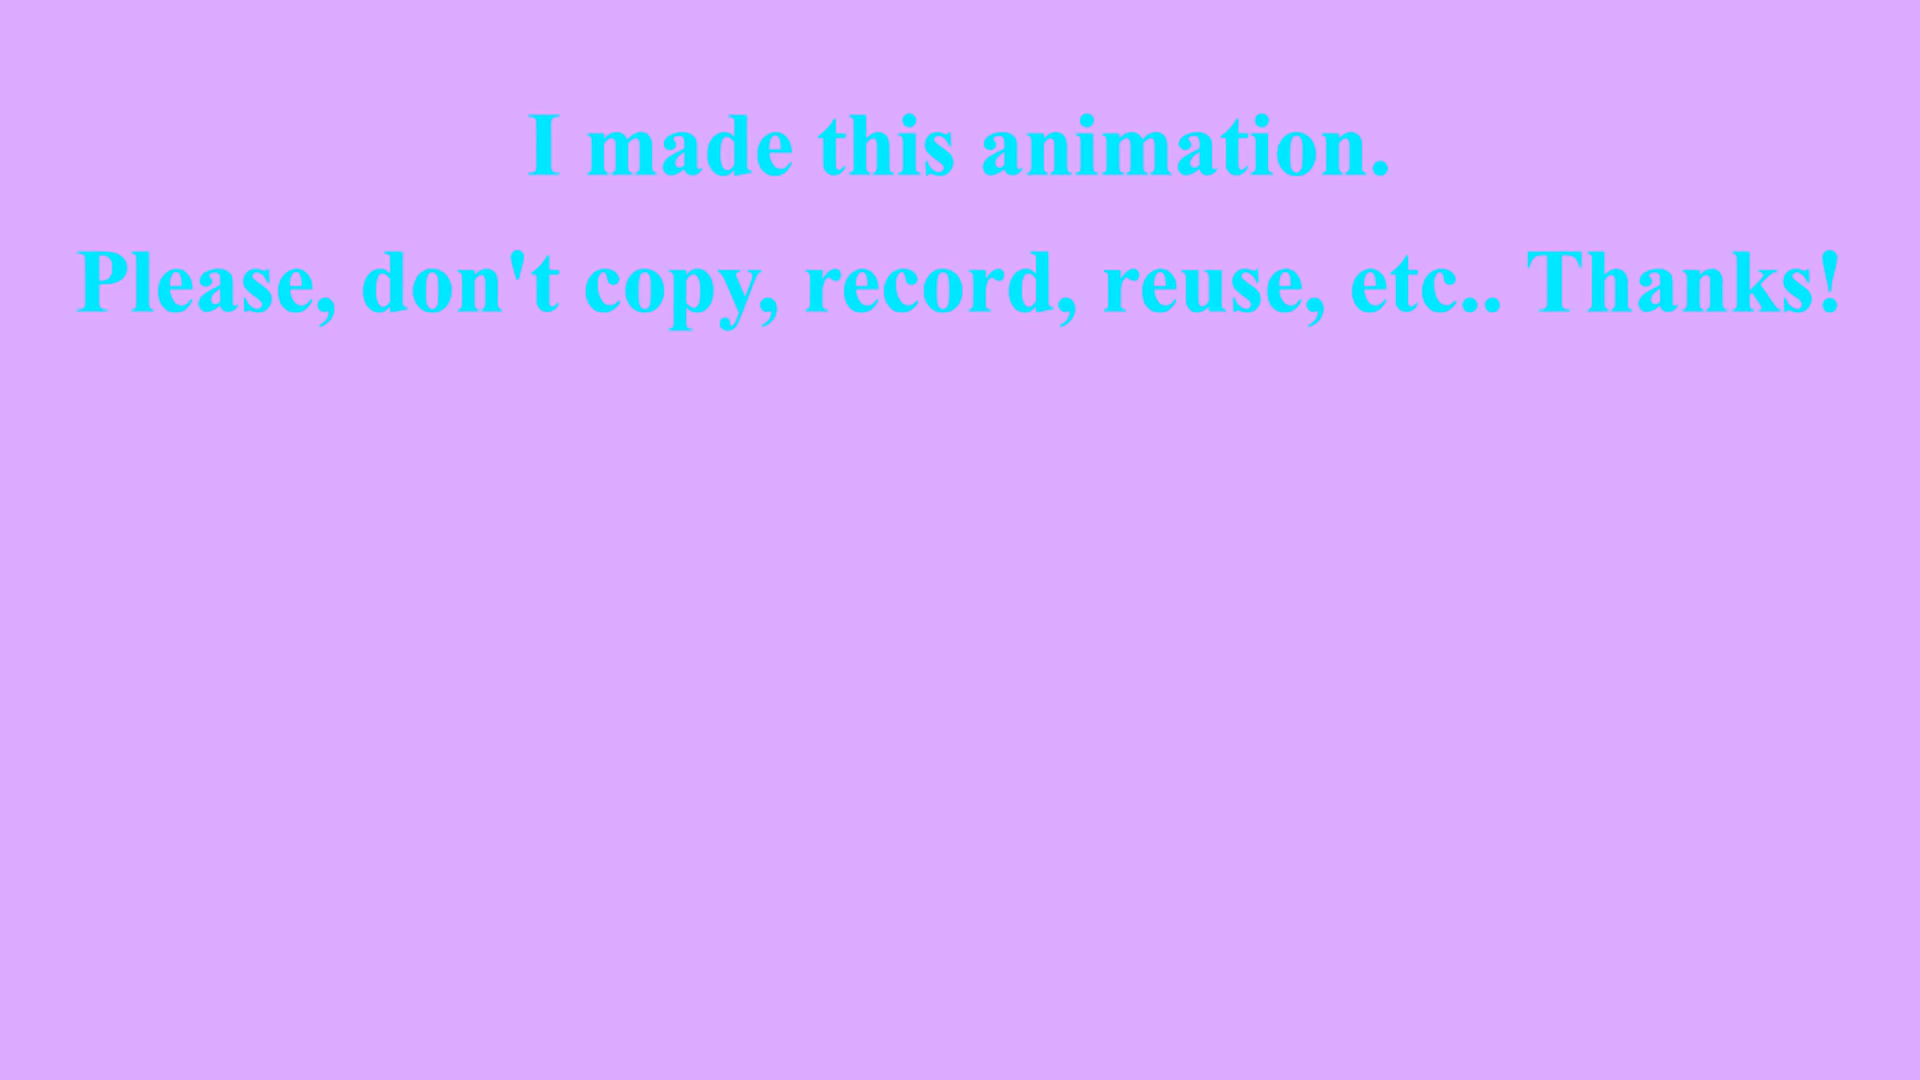 I made this animation.
Please, don't copy, record, reuse, etc.. Thanks!